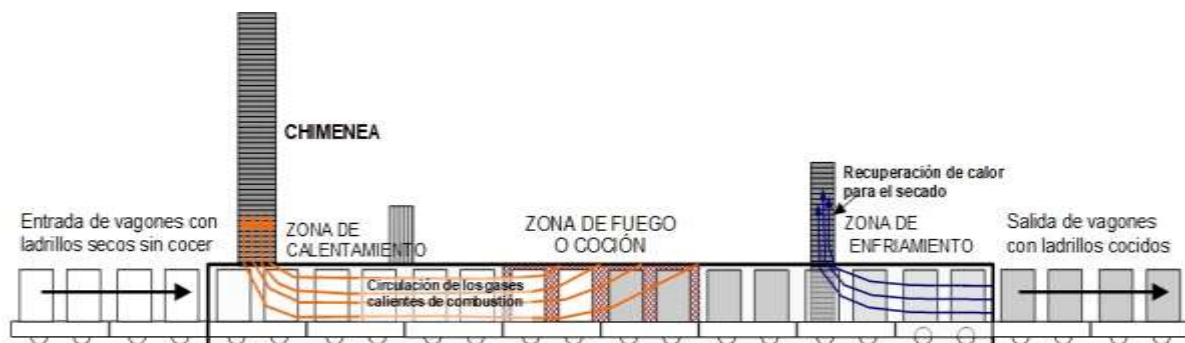 CHIMENEA
Recuperación de calor
para el secado
Entrada de vagones con
ladrillos secos sin cocer
ZONA DE
CALENTAMIENTO
ZONA DE FUEGO
O COCIÓN
ZONA DE
ENFRIAMIENTO
Salida de vagones
con ladrillos cocidos
Circulación de los gases
calientes de combustión